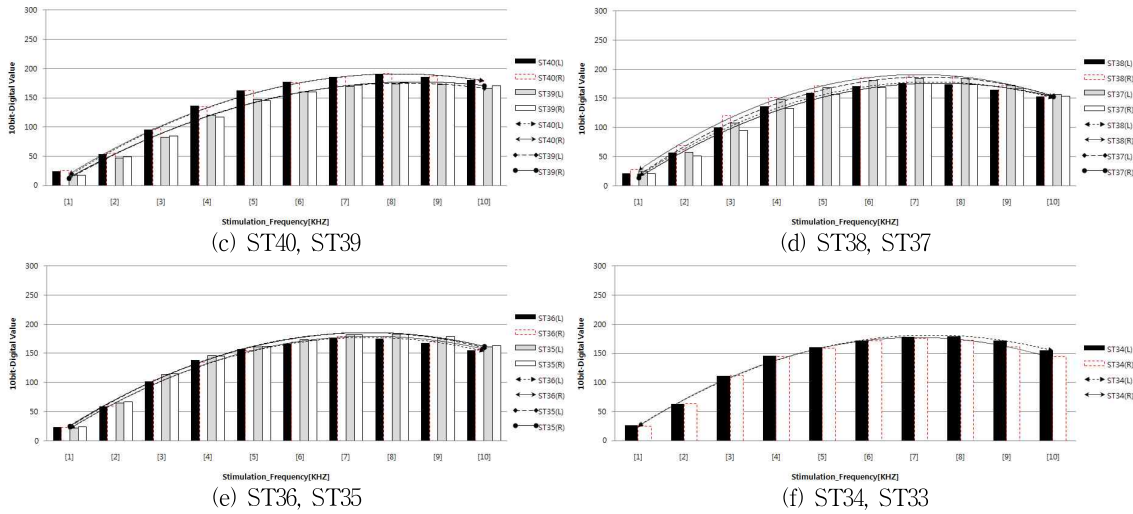 300
250
200
150
100
50
0
10bit-Digital Value
[1] [2] [3] [4] [5] [6] [7] [8] [9] [10]
Stimulation_Frequency[KHZ]
ST40(L)
ST40(R)
ST39(L)
ST39(R)
ST40(L)
ST40(R)
ST39(L)
ST39(R)
(c) ST40, ST39
300
250
200
150
100
50
0
10bit-Digital Value
[1] [2] [3] [4] [5] [6] [7] [8] [9] [10]
Stimulation_Frequency[KHZ]
ST38(L)
ST38(R)
ST37(L)
ST37(R)
ST38(L)
ST38(R)
ST37(L)
ST37(R)
(d) ST38, ST37
300
250
200
150
100
50
0
10bit-Digital Value
[1] [2] [3] [4] [5] [6] [7] [8] [9] [10]
Stimulation_Frequency[KHZ]
ST36(L)
ST36(R)
ST35(L)
ST35(R)
ST36(L)
ST36(R)
ST35(L)
ST35(R)
(e) ST36, ST35
300
250
200
150
100
50
0
10bit-Digital Value
[1] [2] [3] [4] [5] [6] [7] [8] [9] [10]
Stimulation_Frequency[KHZ]
ST34(L)
ST34(R)
ST34(L)
ST34(R)
(f) ST34, ST33